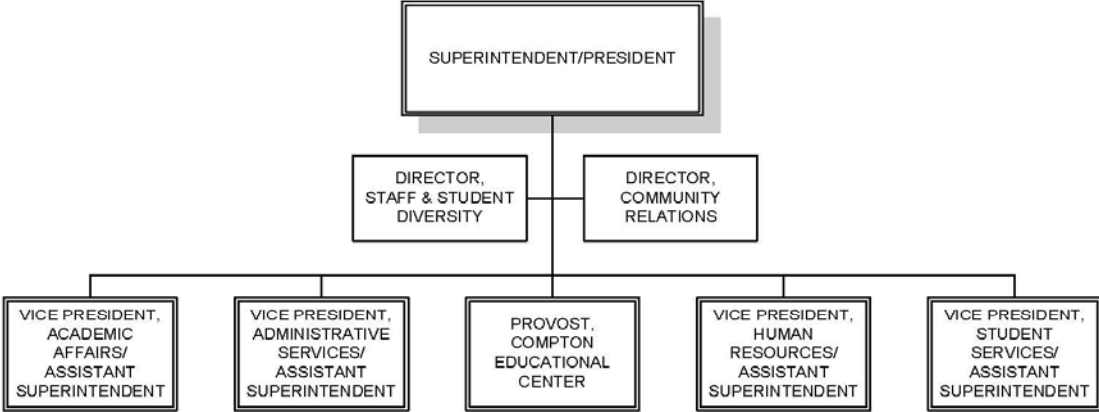 SUPERINTENDENT/PRESIDENT
DIRECTOR,
STAFF & STUDENT
DIVERSITY
DIRECTOR,
COMMUNITY
RELATIONS
VICE PRESIDENT,
ACADEMIC
AFFAIRS/
ASSISTANT
SUPERINTENDENT
VICE PRESIDENT,
ADMINISTRATIVE
SERVICES/
ASSISTANT
SUPERINTENDENT
PROVOST,
COMPTON
EDUCATIONAL
CENTER
VICE PRESIDENT,
HUMAN
RESOURCES/
ASSISTANT
SUPERINTENDENT
VICE PRESIDENT,
STUDENT
SERVICES/
ASSISTANT
SUPERINTENDENT